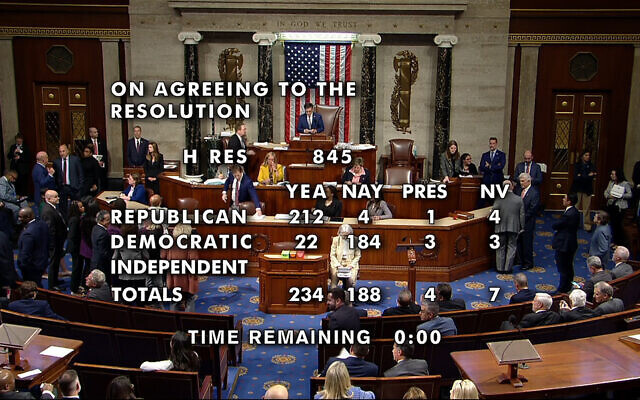 IN GOD WE TRUST
ON AGREEING TO THE
RESOLUTION
H RES 845
YEA NAY PRES NV
REPUBLICAN 212 4 1 4
DEMOCRATIC 22 184 3 3
INDEPENDENT
TOTALS 234 188 4 7
TIME REMAINING 0:00